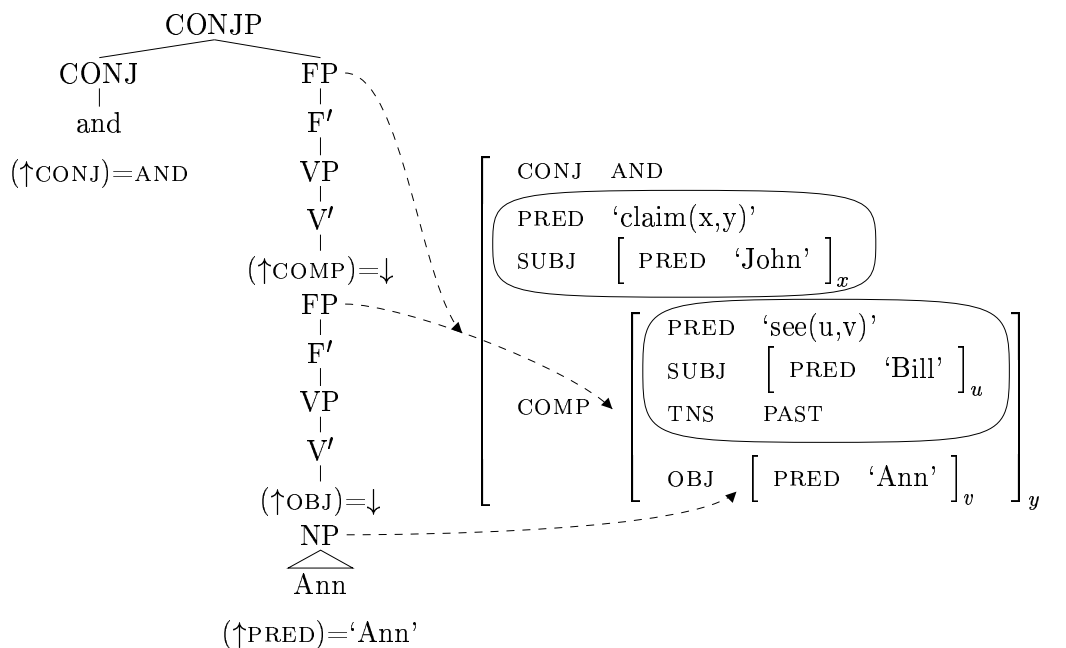 CONJP
CONJ FP
and F′
(↑CONJ)=AND VP
V′
(↑COMP)=↓
FP
F′
VP
V′
(↑OBJ)=↓
NP
Ann
(↑PRED)=‘Ann’
CONJ AND
PRED ‘claim(x,y)’
SUBJ [ PRED ‘John’ ]x
COMP
PRED ‘see(u,v)’
SUBJ [ PRED ‘Bill’ ]u
TNS PAST
OBJ [ PRED ‘Ann’ ]v
y